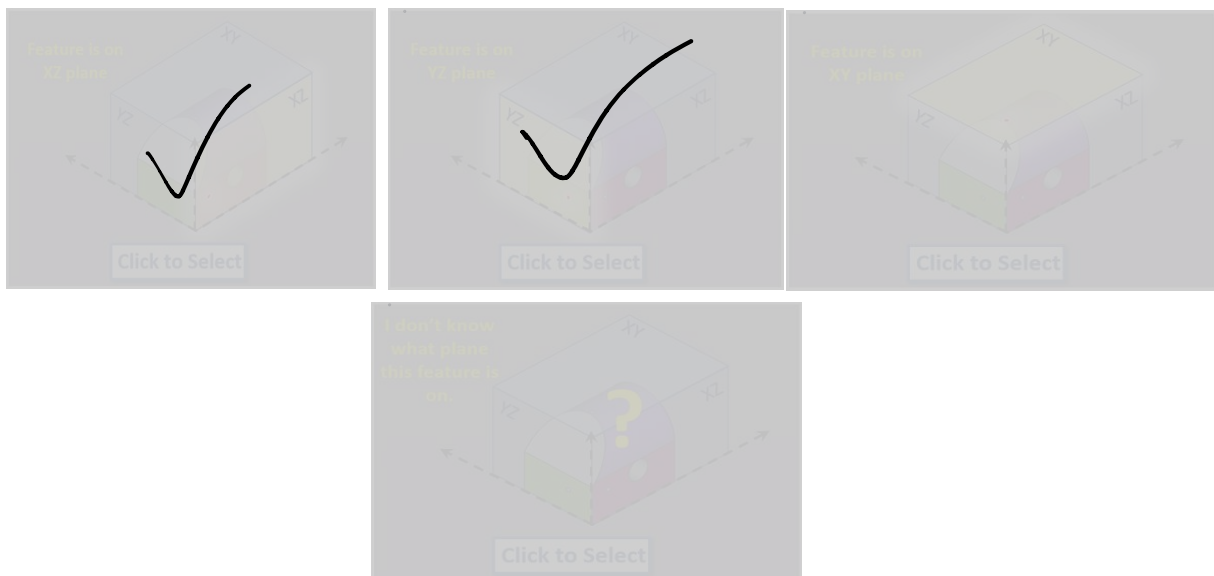 Feature is on
XZ plane
XY
YZ
XZ
Click to Select
Feature is on
YZ plane
XY
YZ
XZ
Click to Select
Feature is on
XY plane
XY
YZ
XZ
Click to Select
I don't know
what plane
this feature is
on
XY
YZ
XZ
?
Click to Select